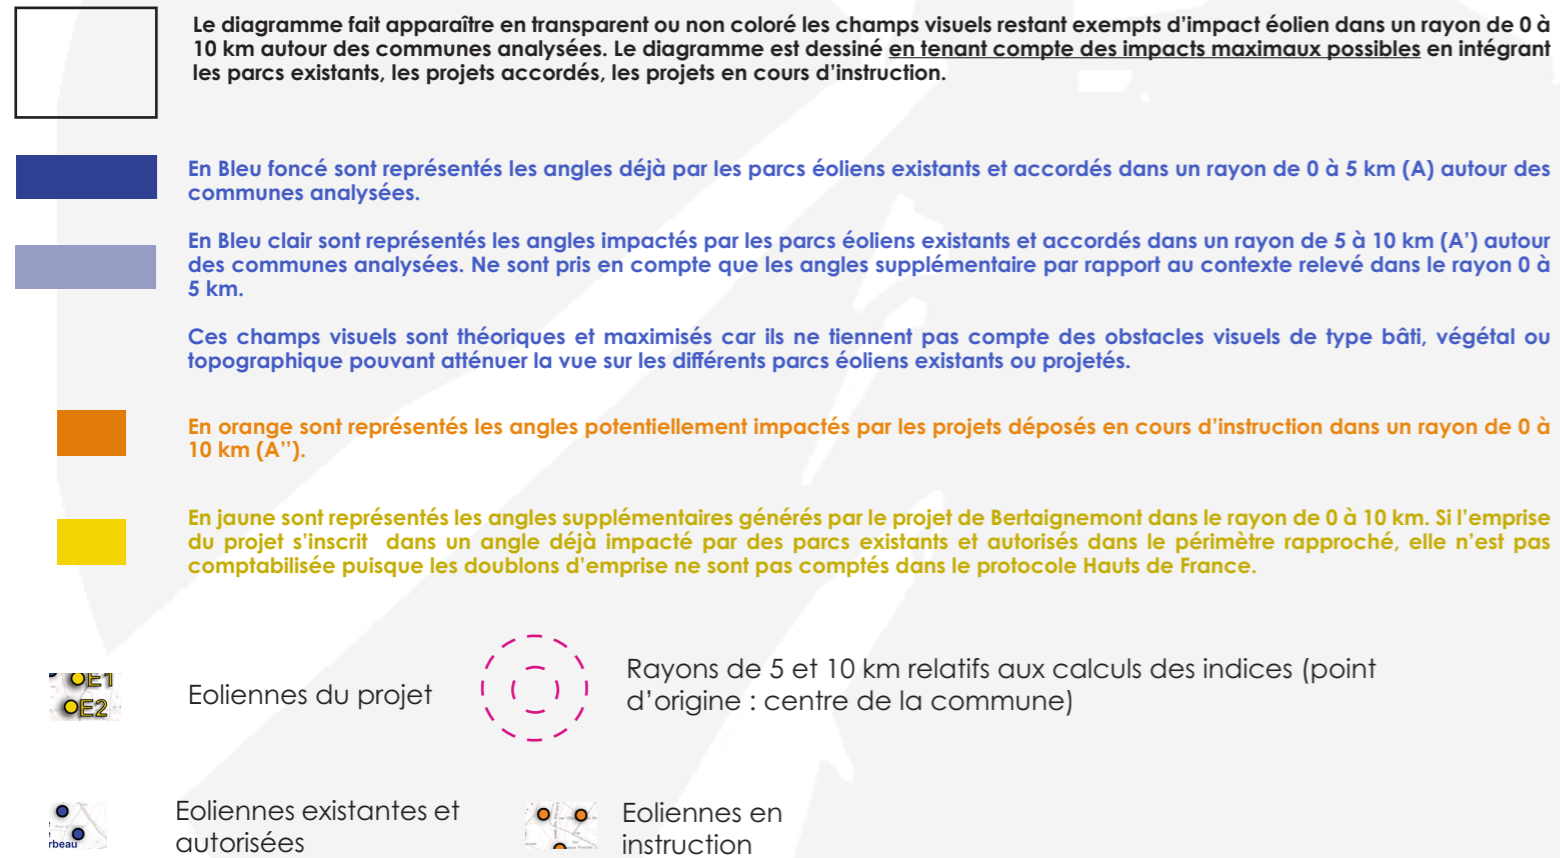 Le diagramme fait apparaître en transparent ou non coloré les champs visuels restant exempts d'impact éolien dans un rayon de 0 à
10 km autour des communes analysées. Le diagramme est dessiné en tenant compte des impacts maximaux possibles en intégrant
les parcs existants, les projets accordés, les projets en cours d'instruction.
En Bleu foncé sont représentés les angles déjà par les parcs éoliens existants et accordés dans un rayon de 0 à 5 km (A) autour des
communes analysées.
En Bleu clair sont représentés les angles impactés par les parcs éoliens existants et accordés dans un rayon de 5 à 10 km (A') autour
des communes analysées. Ne sont pris en compte que les angles supplémentaire par rapport au contexte relevé dans le rayon 0 à
5 km.
Ces champs visuels sont théoriques et maximisés car ils ne tiennent pas compte des obstacles visuels de type bâti, végétal ou
topographique pouvant atténuer la vue sur les différents parcs éoliens existants ou projetés.
En orange sont représentés les angles potentiellement impactés par les projets déposés en cours d'instruction dans un rayon de 0 à
10 km (A'').
En jaune sont représentés les angles supplémentaires générés par le projet de Bertaignemont dans le rayon de 0 à 10 km. Si l'emprise
du projet s'inscrit dans un angle déjà impacté par des parcs existants et autorisés dans le périmètre rapproché, elle n'est pas
comptabilisée puisque les doublons d'emprise ne sont pas comptés dans le protocole Hauts de France.
E1
E2
Eoliennes du projet
Rayons de 5 et 10 km relatifs aux calculs des indices (point
d'origine : centre de la commune)
rbeau
Eoliennes existantes et
autorisées
Eoliennes en
instruction